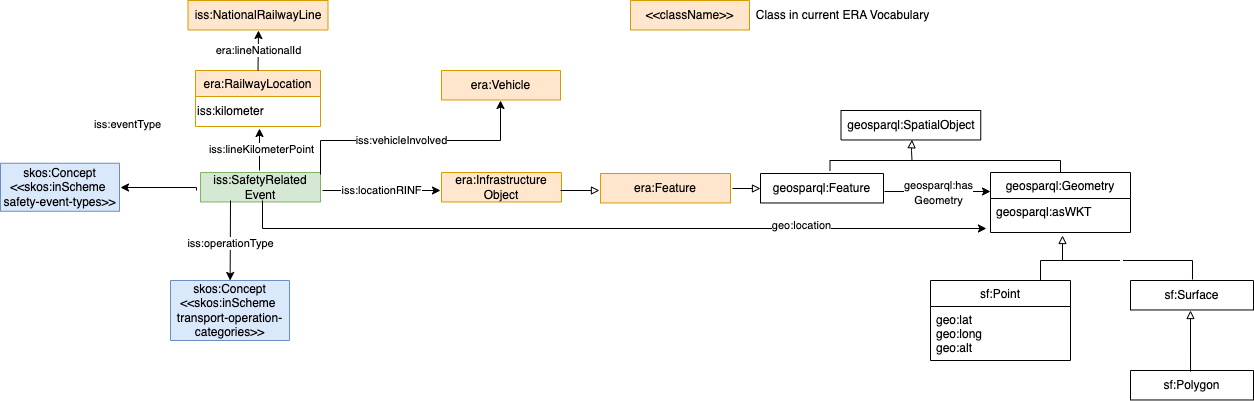 iss:NationalRailwayLine
<<className>>
Class in current ERA Vocabulary
era:lineNationalId
era:RailwayLocation
iss:kilometer
era:Vehicle
iss:eventType
geosparql:SpatialObject
iss:vehicleInvolved
iss:lineKilometerPoint
skos:Concept
<<skos:inScheme
safety-event-types>>
iss:SafetyRelated
Event
iss:locationRINF
era:Infrastructure
Object
era:Feature
geosparql:Feature
geosparql:has
Geometry
geosparql:Geometry
geosparql:asWKT
geo:location
iss:operationType
skos:Concept
<<skos:inScheme
transport-operation-
categories>>
sf:Point
geo:lat
geo:long
geo:alt
sf:Surface
sf:Polygon